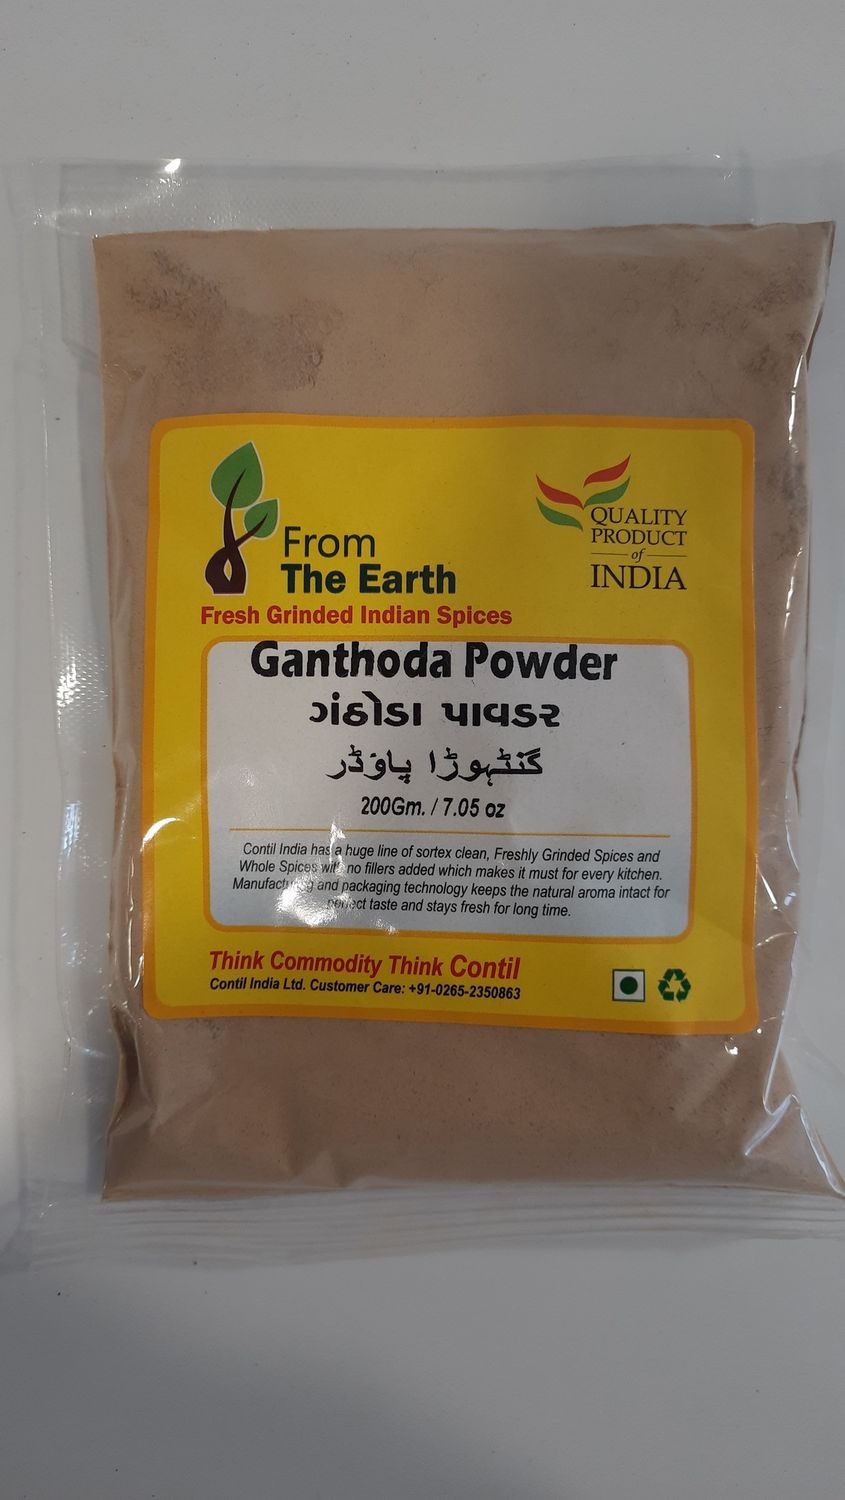 From
The Earth
Fresh Grinded Indian Spices
QUALITY
PRODUCT
of
INDIA
Ganthoda Powder
ગંઠોડા પાવડર
گنٹہوڑا پاؤڈر
200Gm. / 7.05 oz
Contil India has a huge line of sortex clean, Freshly Grinded Spices and
Whole Spices with no fillers added which makes it must for every kitchen.
Manufacturing and packaging technology keeps the natural aroma intact for
perfect taste and stays fresh for long time.
Think Commodity Think Contil
Contil India Ltd. Customer Care: +91-0265-2350863